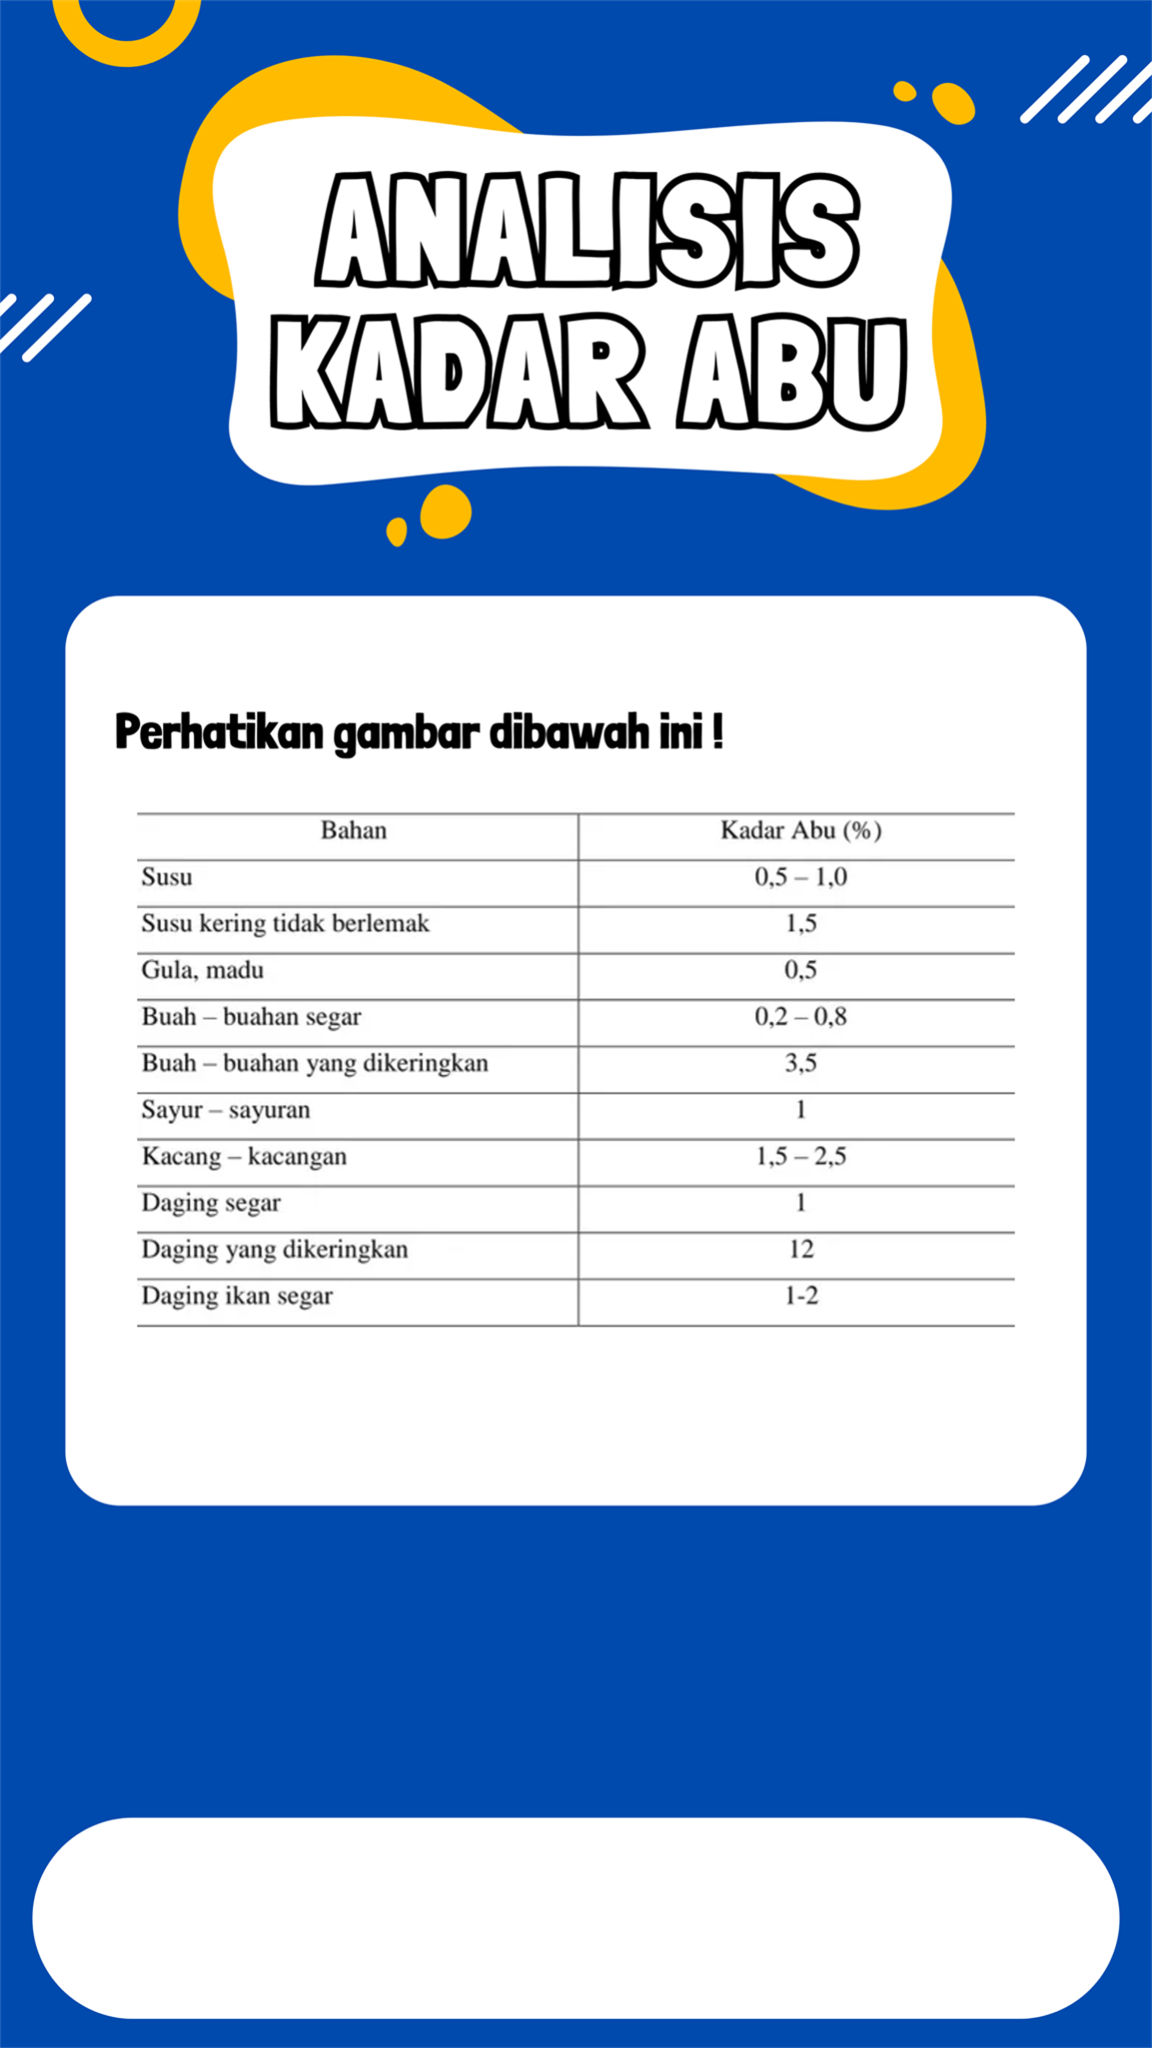 ANALISIS
KADAR ABU
Perhatikan gambar dibawah ini !
Bahan Kadar Abu (%)
Susu 0,5 – 1,0
Susu kering tidak berlemak 1,5
Gula, madu 0,5
Buah – buahan segar 0,2 – 0,8
Buah – buahan yang dikeringkan 3,5
Sayur – sayuran 1
Kacang – kacangan 1,5 – 2,5
Daging segar 1
Daging yang dikeringkan 12
Daging ikan segar 1-2